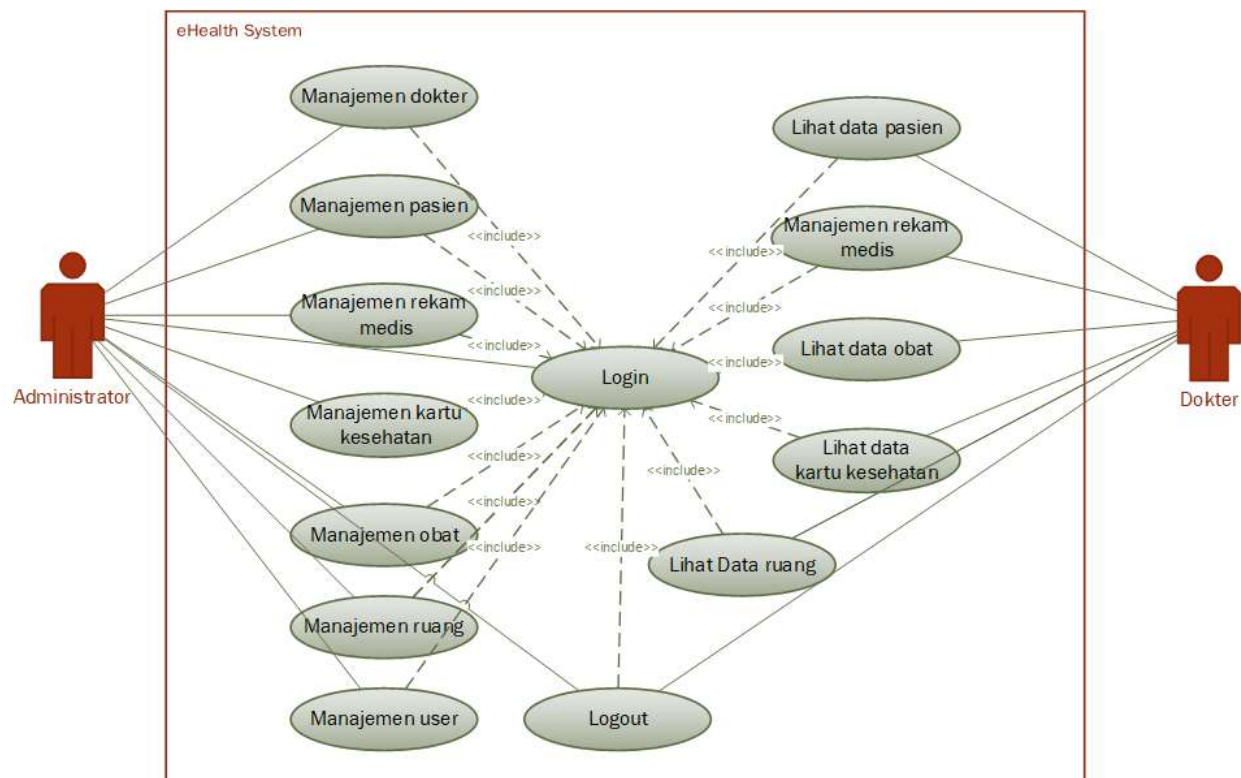 eHealth System
Manajemen dokter
Lihat data pasien
Manajemen pasien
Manajemen rekam
medis
<<include>>
<<include>>
<<include>>
<<include>>
Manajemen rekam
medis
<<include>>
<<include>>
Lihat data obat
<<include>>
Login
Administrator
Dokter
Manajemen kartu
kesehatan
<<include>>
Lihat data
kartu kesehatan
<<include>>
<<include>>
Manajemen obat
<<include>>
<<include>>
<<include>>
Lihat Data ruang
Manajemen ruang
Manajemen user
Logout